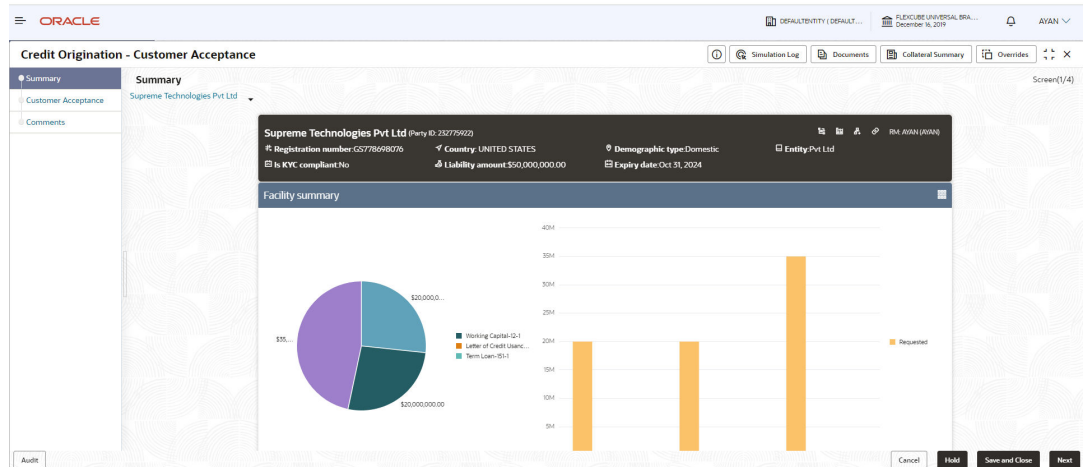 ORACLE
DEFAULTENTITY ( DEFAULT...
FLEXCUBE UNIVERSAL BRA...
December 16, 2019
AYAN
Credit Origination - Customer Acceptance
Simulation Log
Documents
Collateral Summary
Overrides
Summary
Customer Acceptance
Comments
Summary
Screen(1/4)
Supreme Technologies Pvt Ltd
Supreme Technologies Pvt Ltd (Party ID: 232775922)
RM: AYAN (AYAN)
Registration number:GS778698076
Country: UNITED STATES
Demographic type:Domestic
Entity:Pvt Ltd
Is KYC compliant:No
Liability amount:$50,000,000.00
Expiry date:Oct 31, 2024
Facility summary
$20,000,0...
$35,...
$20,000,000.00
Working Capital-12-1
Letter of Credit Usanc...
Term Loan-151-1
40M
35M
30M
25M
20M
15M
10M
5M
Requested
Audit
Cancel
Hold
Save and Close
Next